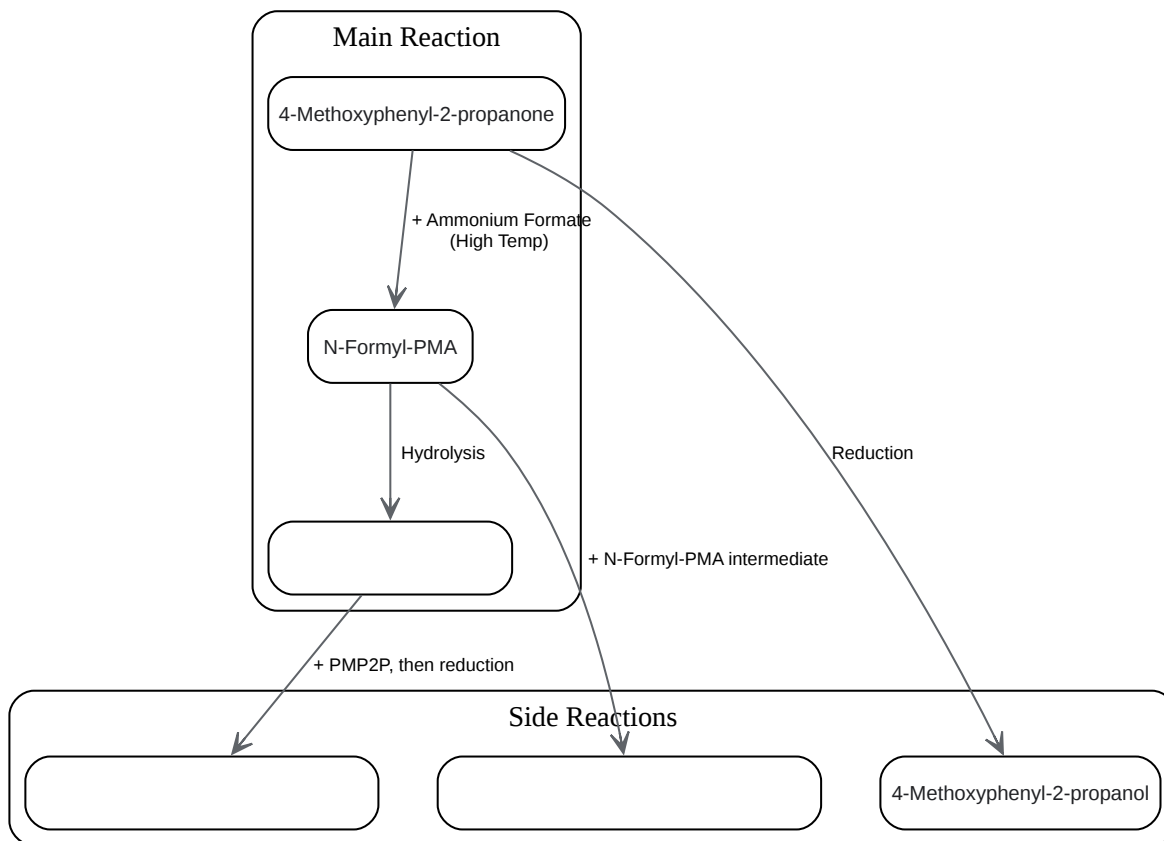 Main Reaction
4-Methoxyphenyl-2-propanone
+ Ammonium Formate
(High Temp)
N-Formyl-PMA
Hydrolysis
Reduction
+ N-Formyl-PMA intermediate
+ PMP2P, then reduction
Side Reactions
4-Methoxyphenyl-2-propanol